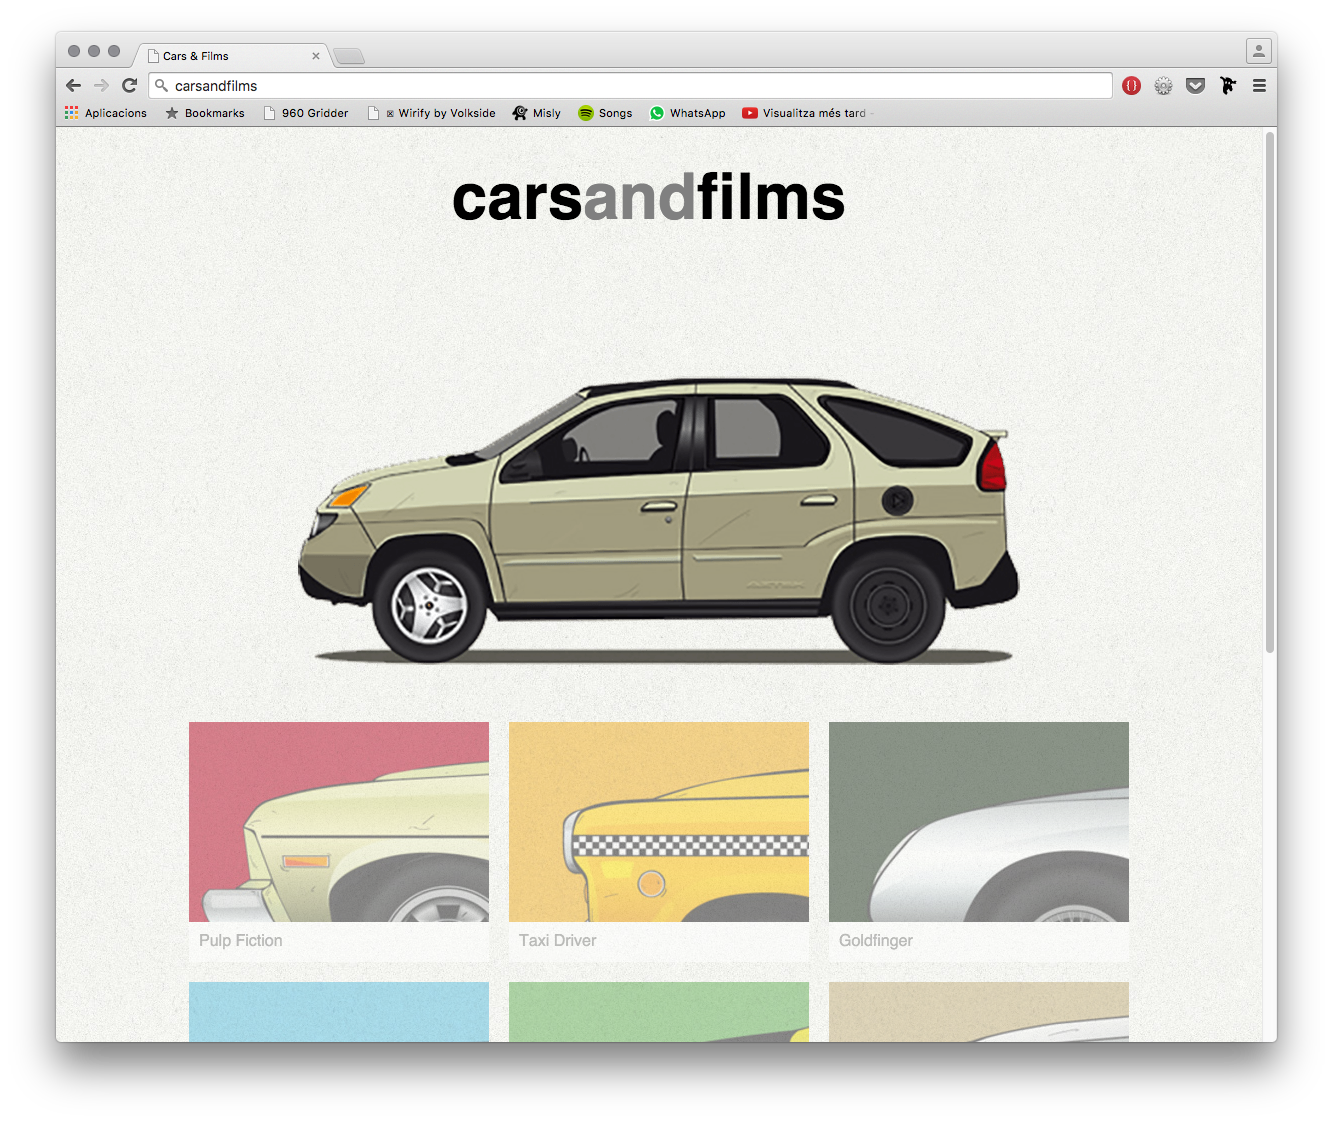 Cars & Films
carsandfilms
Aplicacions Bookmarks 960 Gridder Wirify by Volkside Misly Songs WhatsApp Visualitza més tard -
carsandfilms
AZTEK
Pulp Fiction Taxi Driver Goldfinger